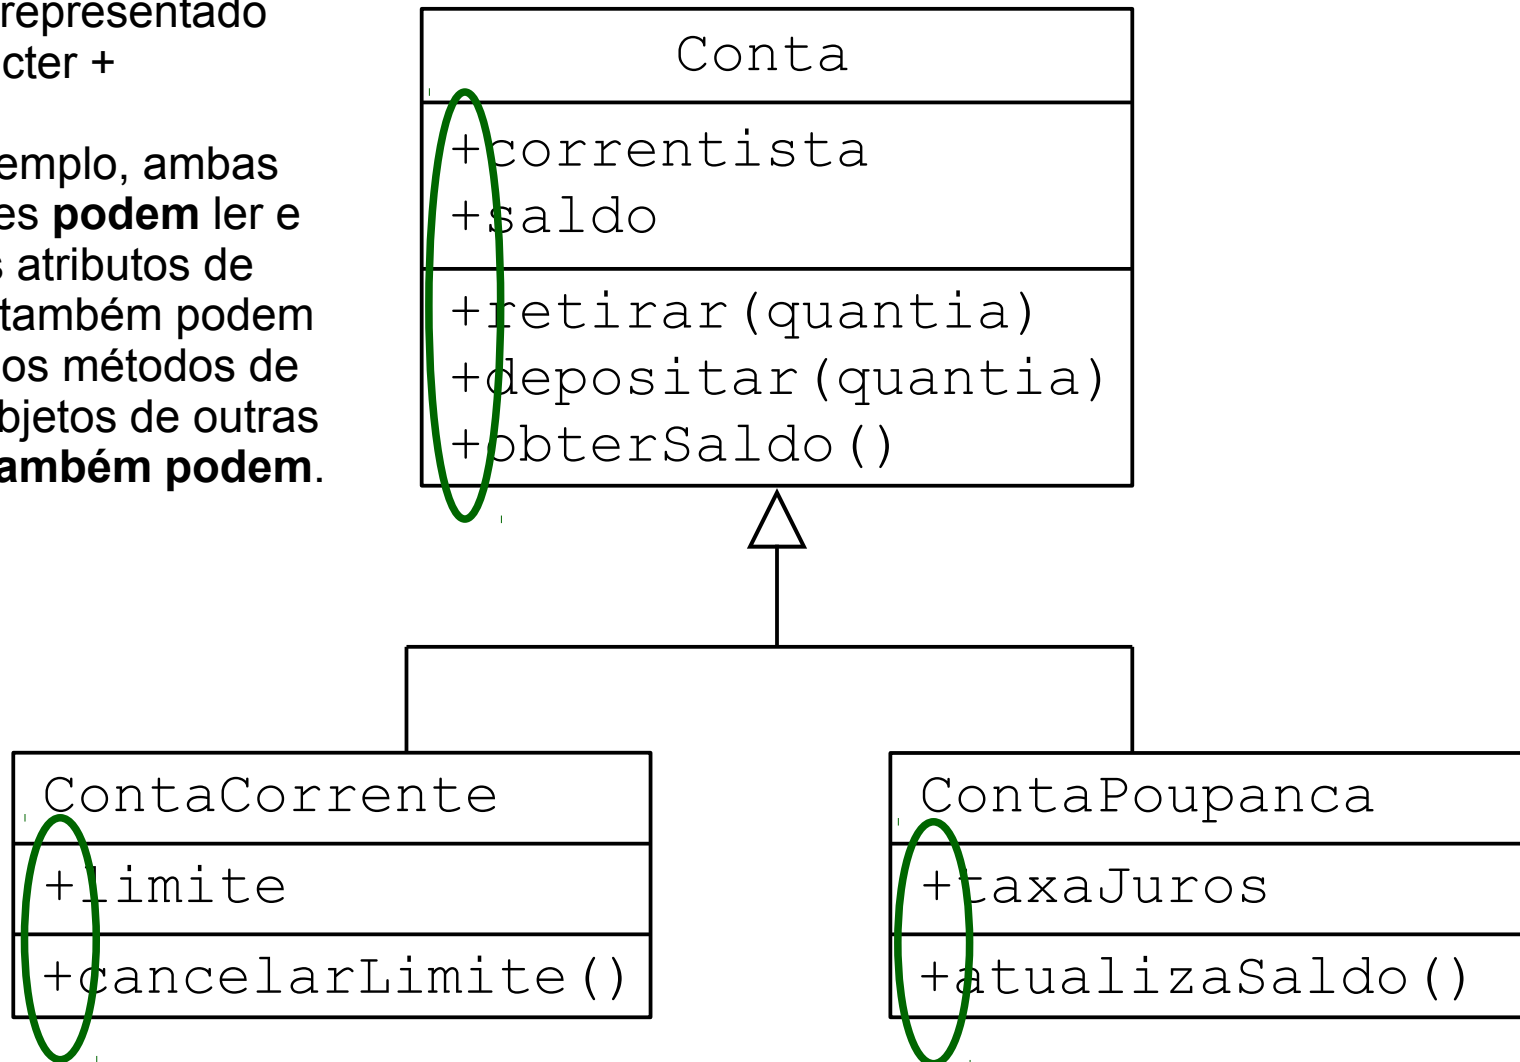 representado
cter +
emplo, ambas
es podem ler e
s atributos de
também podem
os métodos de
bjetos de outras
ambém podem.
Conta
+correntista
+saldo
+retirar(quantia)
+depositar(quantia)
+obterSaldo()
ContaCorrente
+limite
+cancelarLimite()
ContaPoupanca
+taxaJuros
+atualizaSaldo()